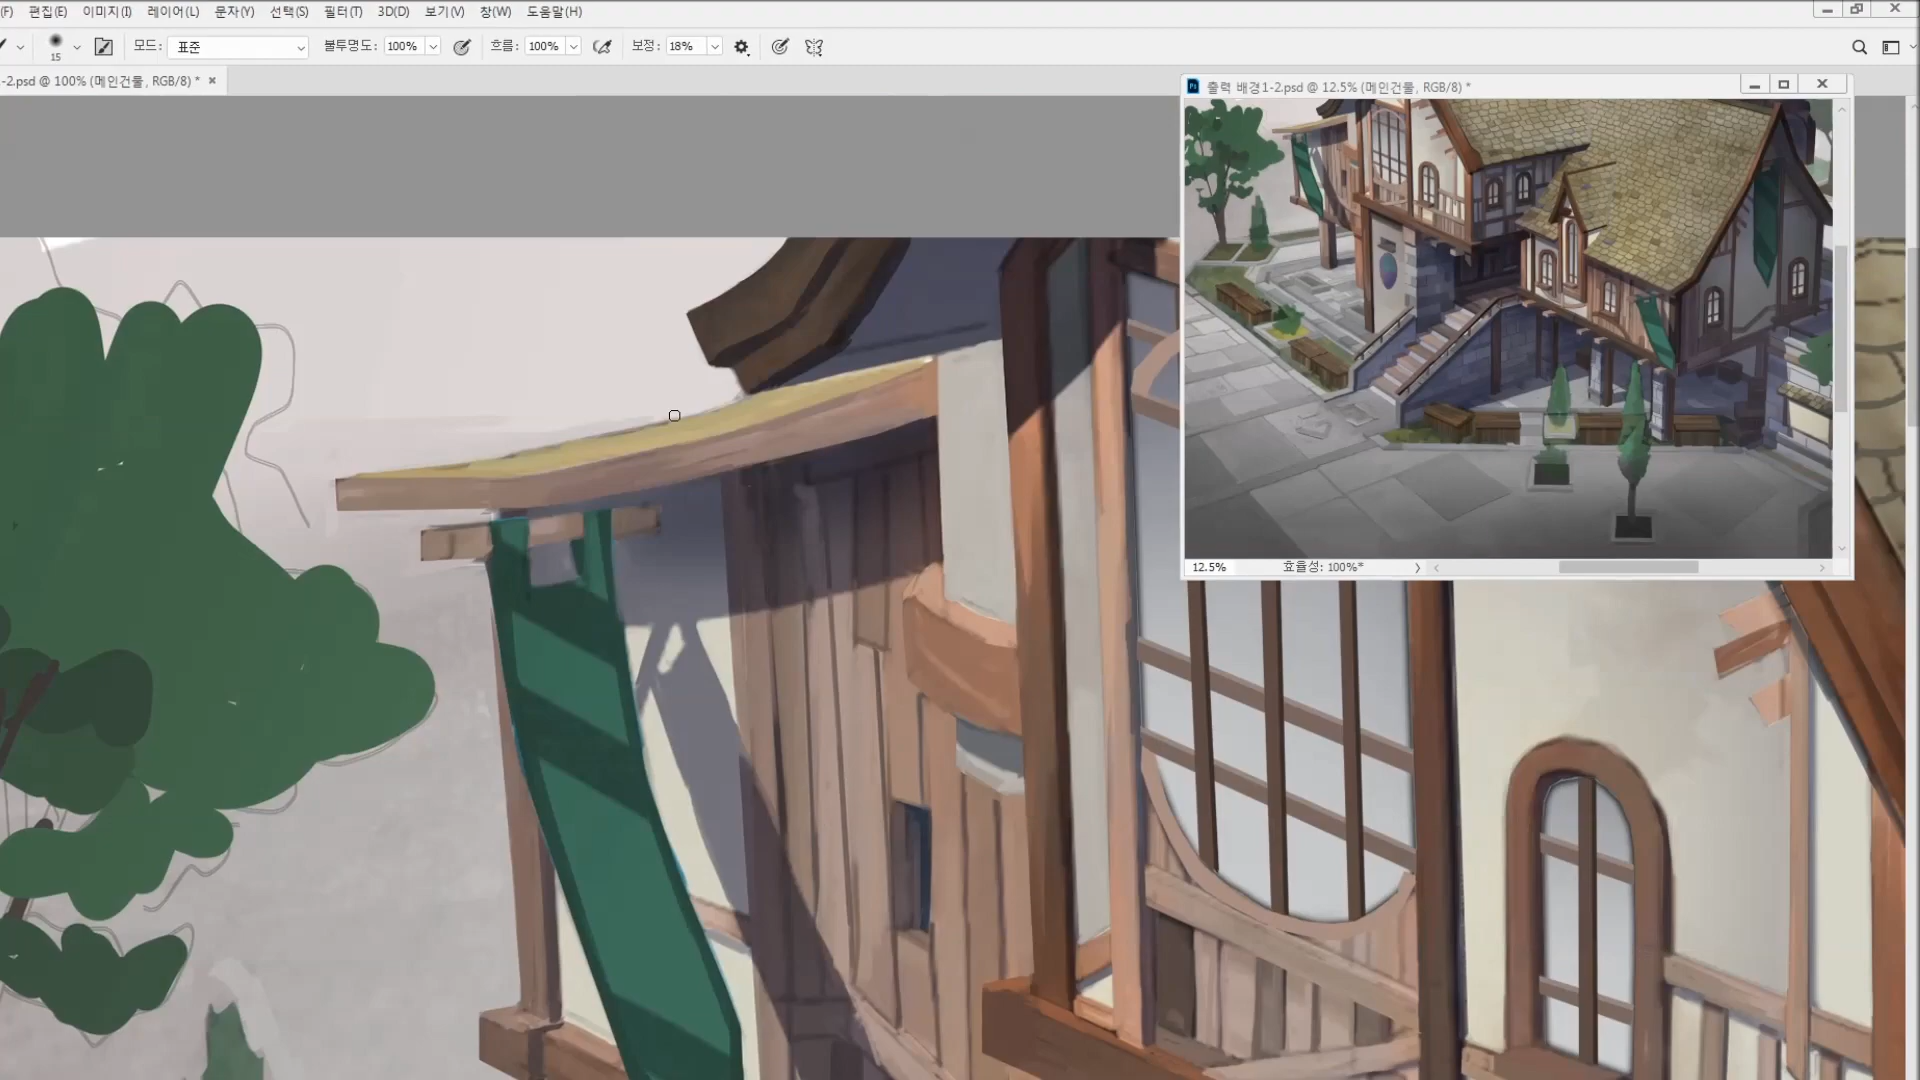 (F) 편집(E) 이미지(I) 레이어(L) 문자(Y) 선택(S) 필터(T) 3D(D) 보기(V) 창(W) 도움말(H)
15 모드: 표준 불투명도: 100% 흐름: 100% 보정: 18%
-2.psd @ 100% (메인건물, RGB/8) *
Ps 출력 배경1-2.psd @ 12.5% (메인건물, RGB/8) *
12.5% 효율성: 100%*